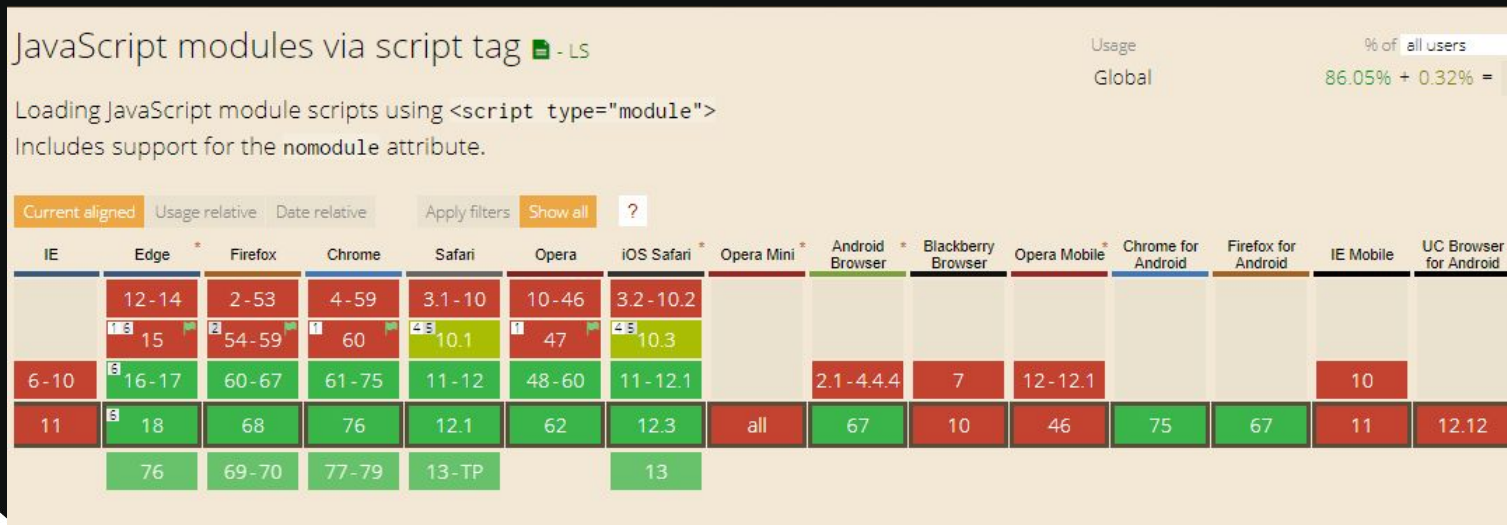 JavaScript modules via script tag - LS
Usage % of all users
Global 86.05% + 0.32% =
Loading JavaScript module scripts using <script type="module">
Includes support for the nomodule attribute.
Current aligned Usage relative Date relative Apply filters Show all ?
IE Edge * Firefox Chrome Safari Opera iOS Safari * Opera Mini * Android Browser * Blackberry Browser Opera Mobile * Chrome for Android Firefox for Android IE Mobile UC Browser for Android
12-14 2-53 4-59 3.1-10 10-46 3.2-10.2
1 6 15 2 54-59 1 60 4 5 10.1 1 47 4 5 10.3
6-10 6 16-17 60-67 61-75 11-12 48-60 11-12.1 2.1-4.4.4 7 12-12.1 10
11 6 18 68 76 12.1 62 12.3 all 67 10 46 75 67 11 12.12
76 69-70 77-79 13-TP 13